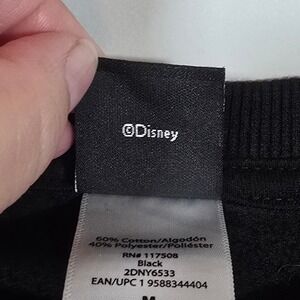 ©Disney
60% Cotton/Algodón
40% Polyester/Poliéster
RN# 117508
Black
2DNY6533
EAN/UPC 1 9588344404
M